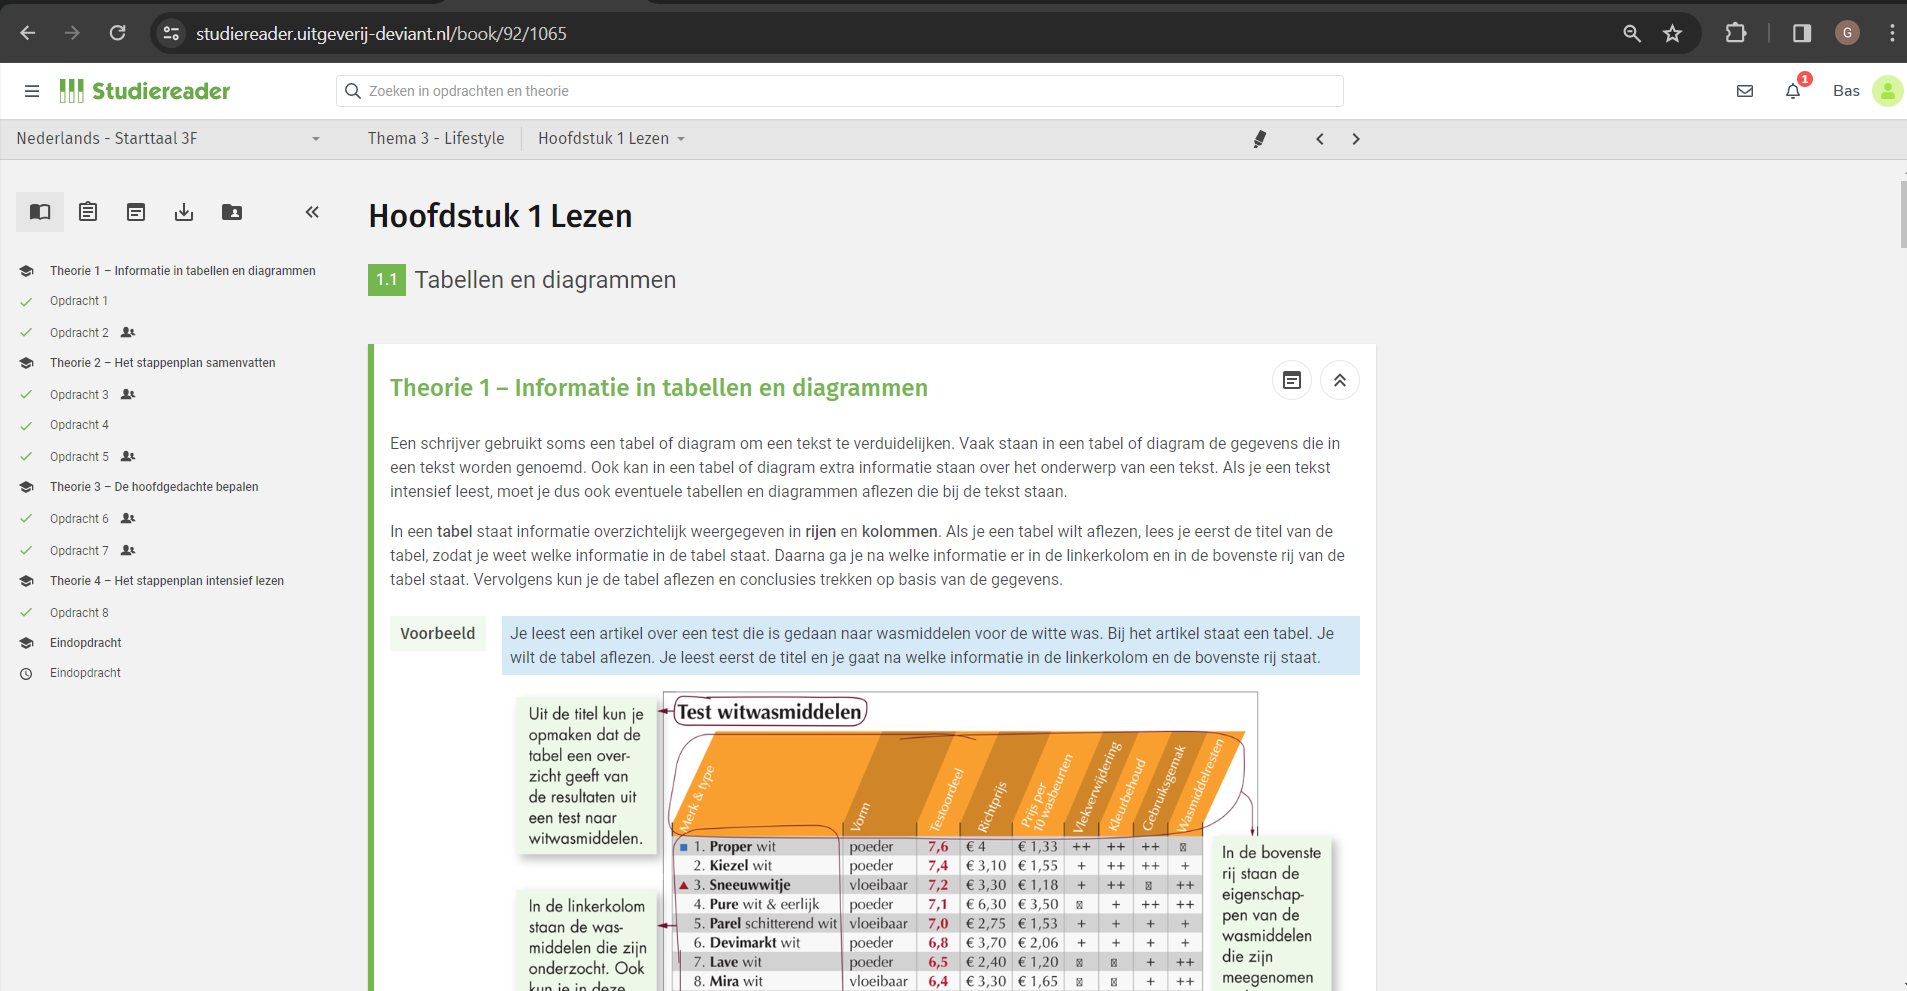 studiereader.uitgeverij-deviant.nl/book/92/1065
G
Studiereader
Zoeken in opdrachten en theorie
1
Bas
Nederlands - Starttaal 3F
Thema 3 - Lifestyle
Hoofdstuk 1 Lezen
Theorie 1 – Informatie in tabellen en diagrammen
Opdracht 1
Opdracht 2
Theorie 2 – Het stappenplan samenvatten
Opdracht 3
Opdracht 4
Opdracht 5
Theorie 3 – De hoofdgedachte bepalen
Opdracht 6
Opdracht 7
Theorie 4 – Het stappenplan intensief lezen
Opdracht 8
Eindopdracht
Eindopdracht
Hoofdstuk 1 Lezen
1.1 Tabellen en diagrammen
Theorie 1 – Informatie in tabellen en diagrammen
Een schrijver gebruikt soms een tabel of diagram om een tekst te verduidelijken. Vaak staan in een tabel of diagram de gegevens die in
een tekst worden genoemd. Ook kan in een tabel of diagram extra informatie staan over het onderwerp van een tekst. Als je een tekst
intensief leest, moet je dus ook eventuele tabellen en diagrammen aflezen die bij de tekst staan.
In een tabel staat informatie overzichtelijk weergegeven in rijen en kolommen. Als je een tabel wilt aflezen, lees je eerst de titel van de
tabel, zodat je weet welke informatie in de tabel staat. Daarna ga je na welke informatie er in de linkerkolom en in de bovenste rij van de
tabel staat. Vervolgens kun je de tabel aflezen en conclusies trekken op basis van de gegevens.
Voorbeeld
Je leest een artikel over een test die is gedaan naar wasmiddelen voor de witte was. Bij het artikel staat een tabel. Je
wilt de tabel aflezen. Je leest eerst de titel en je gaat na welke informatie in de linkerkolom en de bovenste rij staat.
Uit de titel kun je
opmaken dat de
tabel een over-
zicht geeft van
de resultaten uit
een test naar
witwasmiddelen.
In de linkerkolom
staan de was-
middelen die zijn
onderzocht. Ook
kun je in deze
Test witwasmiddelen
Merk & type
Vorm
Testoordeel
Richtprijs
Prijs per
10 wasbeurten
Vlekverwijdering
Kleurbehoud
Gebruiksgemak
Wasmiddelresten
1. Proper wit poeder 7,6 € 4 € 1,33 ++ ++ ++
2. Kiezel wit poeder 7,4 € 3,10 € 1,55 + ++ ++ +
3. Sneeuwwitje vloeibaar 7,2 € 3,30 € 1,18 + ++ ++
4. Pure wit & eerlijk poeder 7,1 € 6,30 € 3,50 + ++ ++
5. Parel schitterend wit vloeibaar 7,0 € 2,75 € 1,53 + + + +
6. Devimarkt wit poeder 6,8 € 3,70 € 2,06 + + + +
7. Lave wit poeder 6,5 € 2,40 € 1,20 + ++
8. Mira wit vloeibaar 6,4 € 3,30 € 1,65 + ++
In de bovenste
rij staan de
eigenschap-
pen van de
wasmiddelen
die zijn
meegenomen